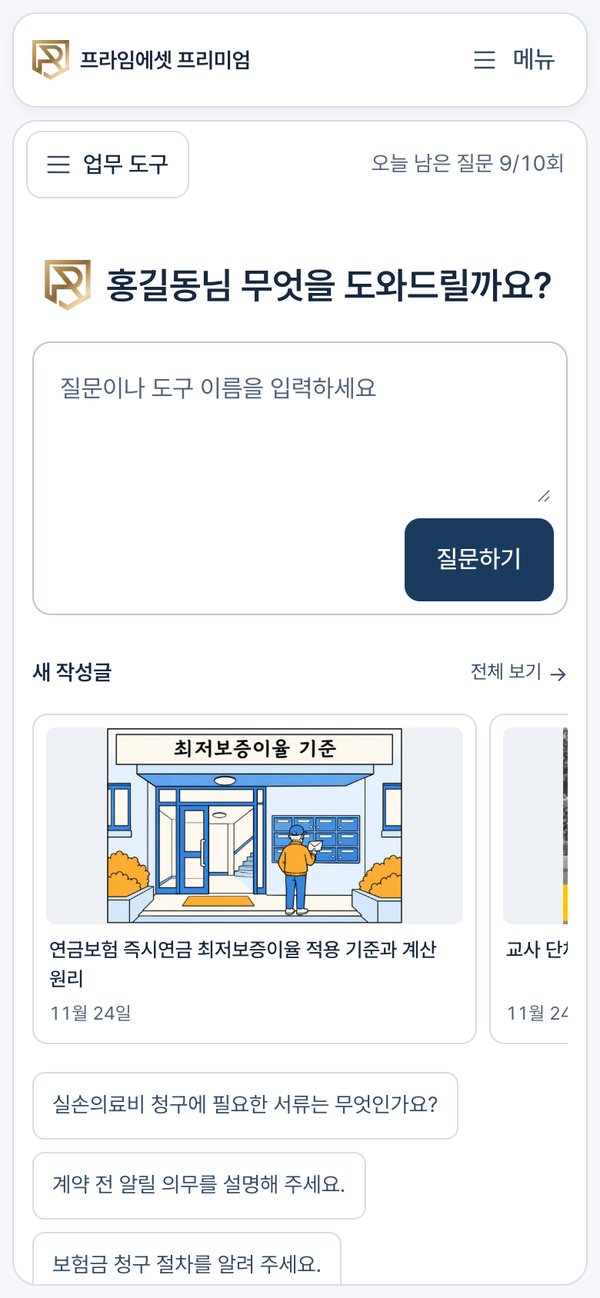 프라임에셋 프리미엄
메뉴
업무 도구
오늘 남은 질문 9/10회
홍길동님 무엇을 도와드릴까요?
질문이나 도구 이름을 입력하세요
질문하기
새 작성글
전체 보기 →
최저보증이율 기준
연금보험 즉시연금 최저보증이율 적용 기준과 계산
원리
11월 24일
교사 단
11월 24
실손의료비 청구에 필요한 서류는 무엇인가요?
계약 전 알릴 의무를 설명해 주세요.
보험금 청구 절차를 알려 주세요.